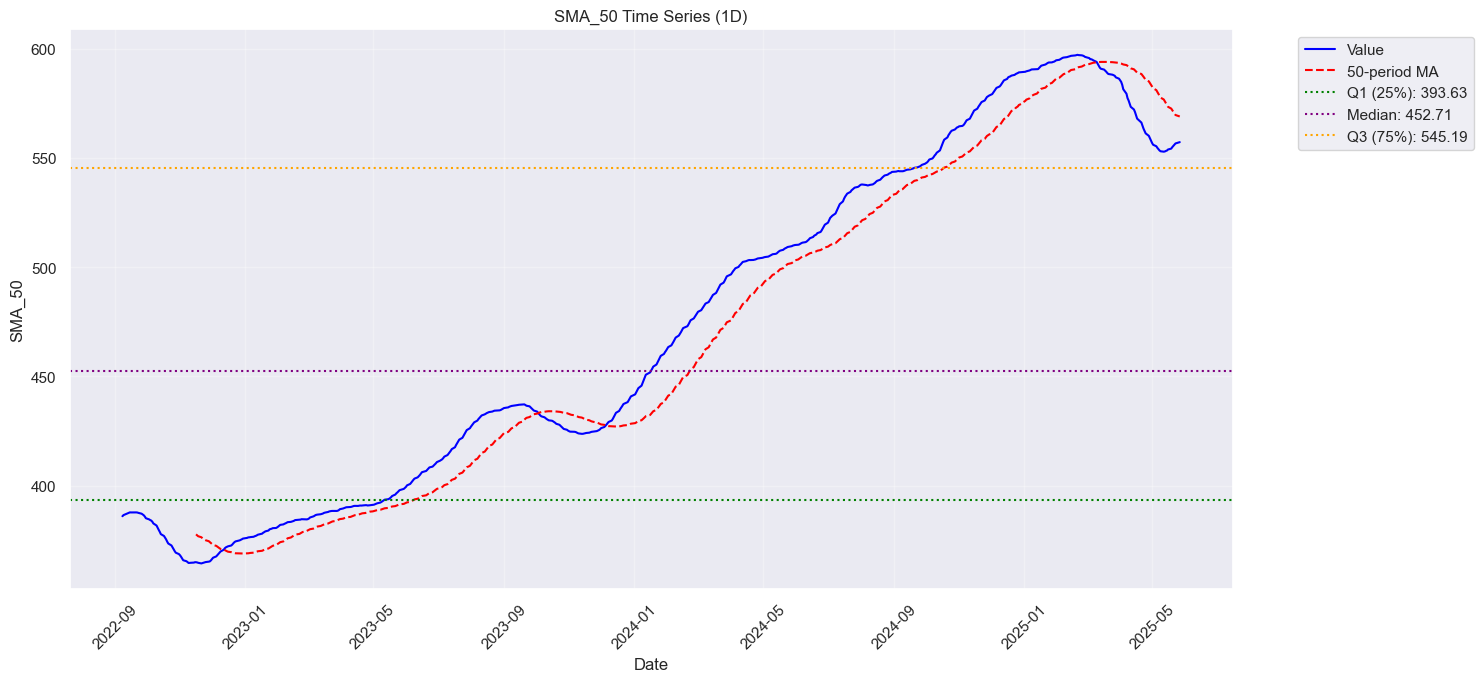 SMA_50 Time Series (1D)
Value
50-period MA
Q1 (25%): 393.63
Median: 452.71
Q3 (75%): 545.19
SMA_50
600
550
500
450
400
2022-09
2023-01
2023-05
2023-09
2024-01
2024-05
2024-09
2025-01
2025-05
Date